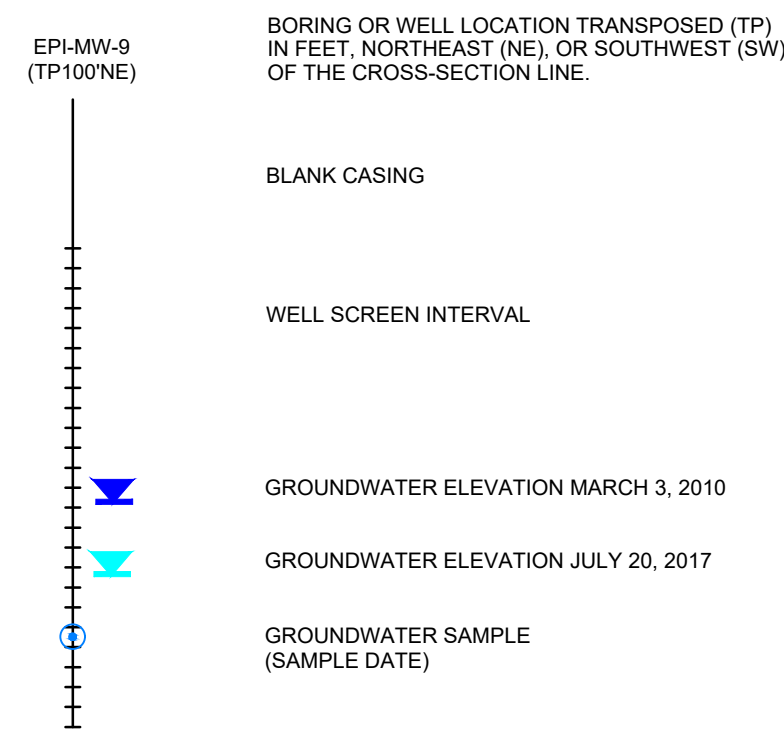 EPI-MW-9
(TP100'NE)
BORING OR WELL LOCATION TRANSPOSED (TP)
IN FEET, NORTHEAST (NE), OR SOUTHWEST (SW)
OF THE CROSS-SECTION LINE.
BLANK CASING
WELL SCREEN INTERVAL
GROUNDWATER ELEVATION MARCH 3, 2010
GROUNDWATER ELEVATION JULY 20, 2017
GROUNDWATER SAMPLE
(SAMPLE DATE)